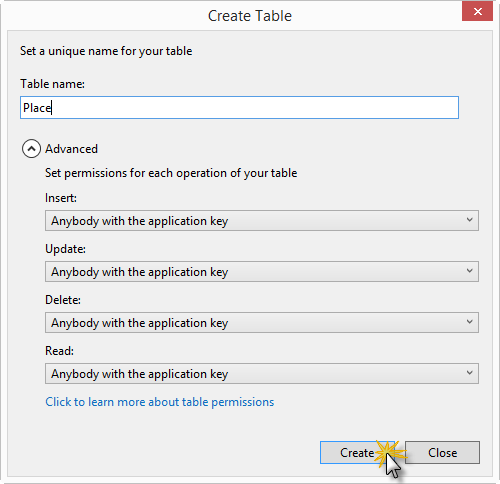 Create Table
Set a unique name for your table
Table name:
Place
Advanced
Set permissions for each operation of your table
Insert:
Anybody with the application key
Update:
Anybody with the application key
Delete:
Anybody with the application key
Read:
Anybody with the application key
Click to learn more about table permissions
Create Close